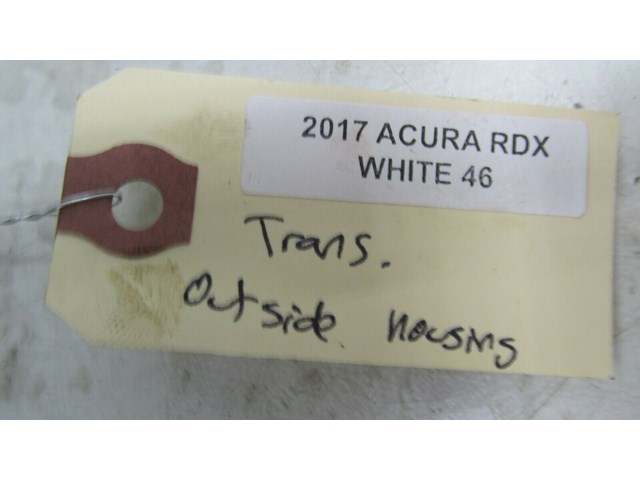 2017 ACURA RDX
WHITE 46
Trans.
Outside housing